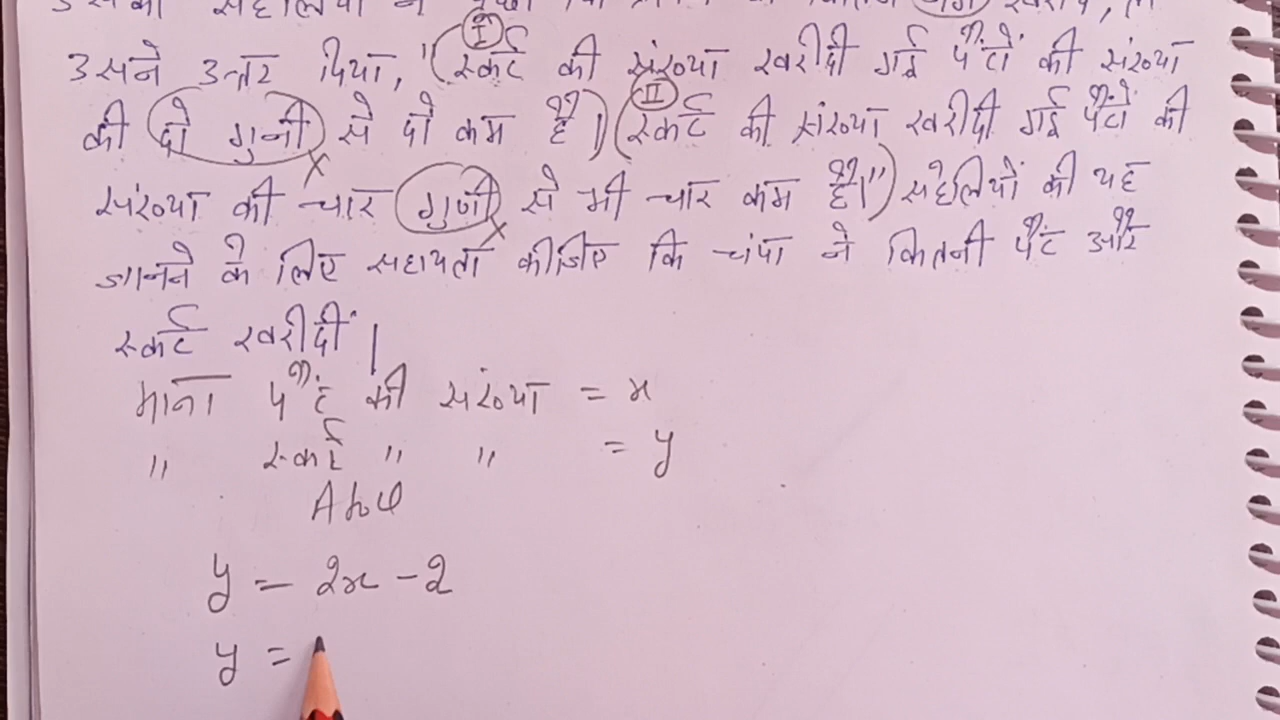 उसने उत्तर दिया, "(स्कर्ट की संख्या खरीदी गई पैंटों की संख्या
I
की दो गुनी से दो कम है।) (स्कर्ट की संख्या खरीदी गई पैंटों की
II
संख्या की चार गुणी से भी चार कम है।") सहेलियों की यह
जानने के लिए सहायता कीजिए कि चंपा ने कितनी पैंट और
स्कर्ट खरीदीं।
माना पैंट की संख्या = x
" स्कर्ट " " = y
y = 2x - 2
y =